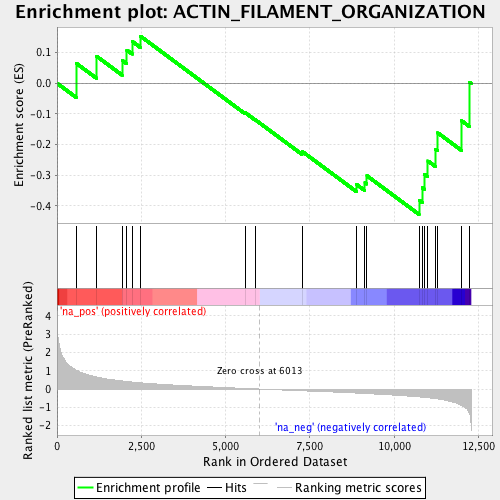 Enrichment plot: ACTIN_FILAMENT_ORGANIZATION
Enrichment score (ES)
0.1
0.0
-0.1
-0.2
-0.3
-0.4
'na_pos' (positively correlated)
Ranked list metric (PreRanked)
4
3
2
1
0
-1
-2
Zero cross at 6013
'na_neg' (negatively correlated)
0
2,500
5,000
7,500
10,000
12,500
Rank in Ordered Dataset
Enrichment profile
Hits
Ranking metric scores